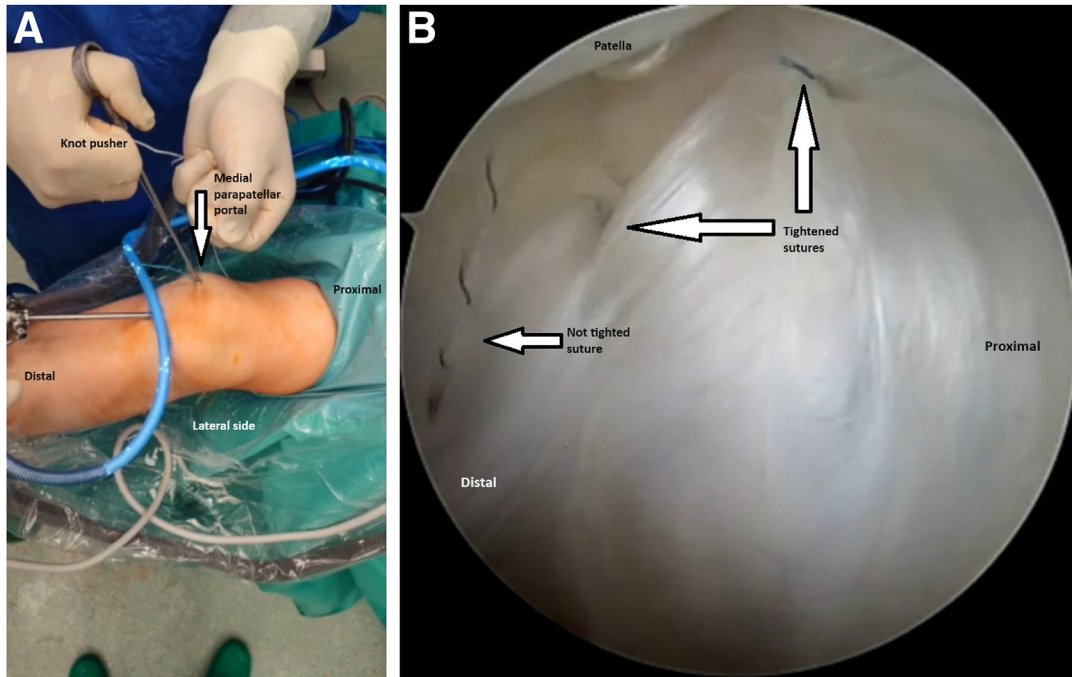 A
Knot pusher
Medial
parapatellar
portal
Proximal
Distal
Lateral side
B
Patella
Tightened
sutures
Not tighted
suture
Proximal
Distal